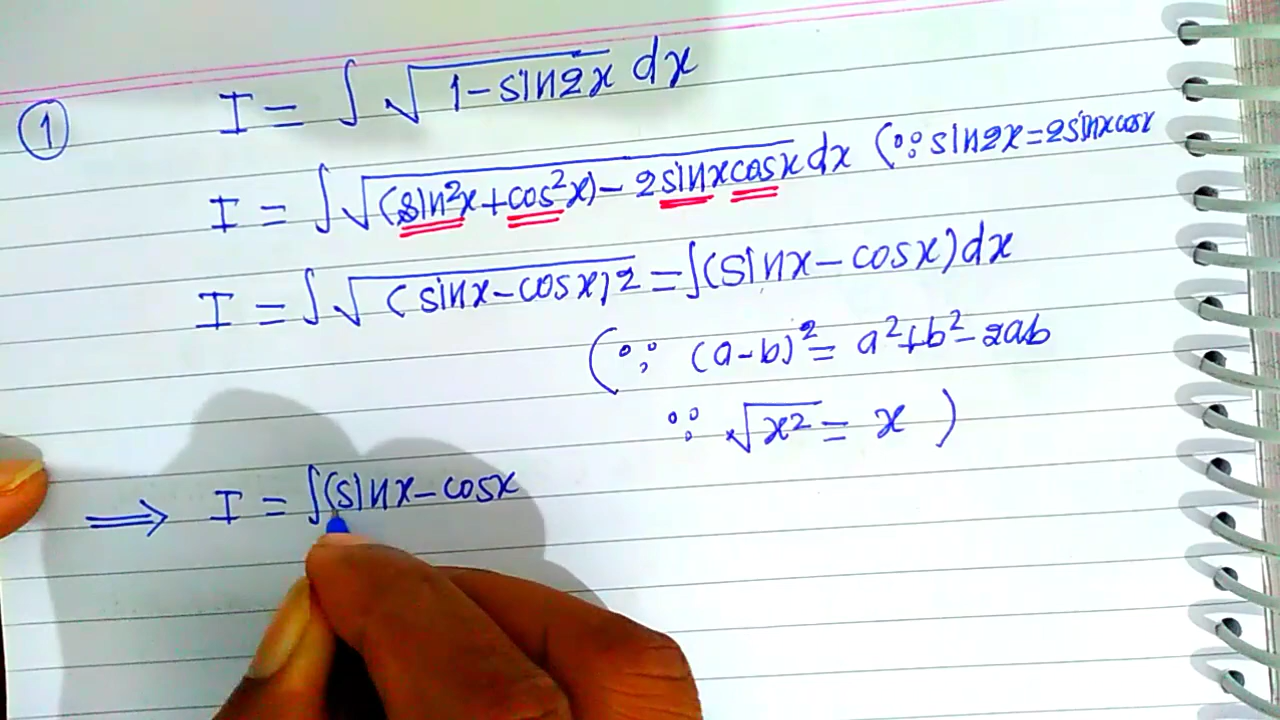 ① I = ∫ √(1-sin2x) dx
I = ∫ √((sin²x+cos²x)- 2sinxcosx) dx (∵ sin2x=2sinxcosx
I = ∫ √(sinx-cosx)² = ∫(sinx-cosx)dx
(∵ (a-b)² = a²+b²-2ab
∵ √x² = x )
⟹ I = ∫(sinx-cosx